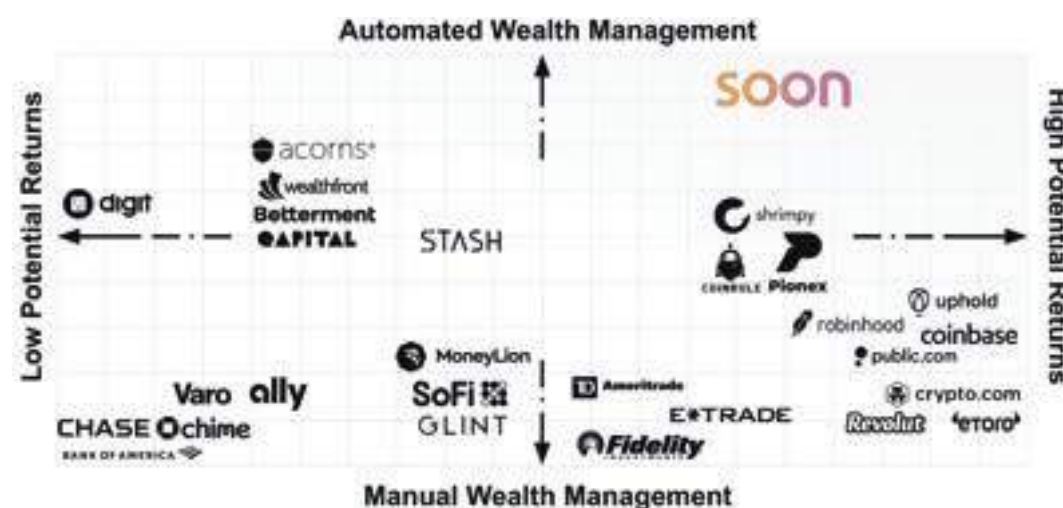 Automated Wealth Management
soon
Low Potential Returns
High Potential Returns
acorns
wealthfront
digit
Betterment
CAPITAL
STASH
shrimpy
COINRULE Pionex
uphold
robinhood
coinbase
public.com
MoneyLion
Varo ally
SoFi
GLINT
TD Ameritrade
E*TRADE
crypto.com
Revolut eToro
CHASE chime
BANK OF AMERICA
Fidelity
Manual Wealth Management